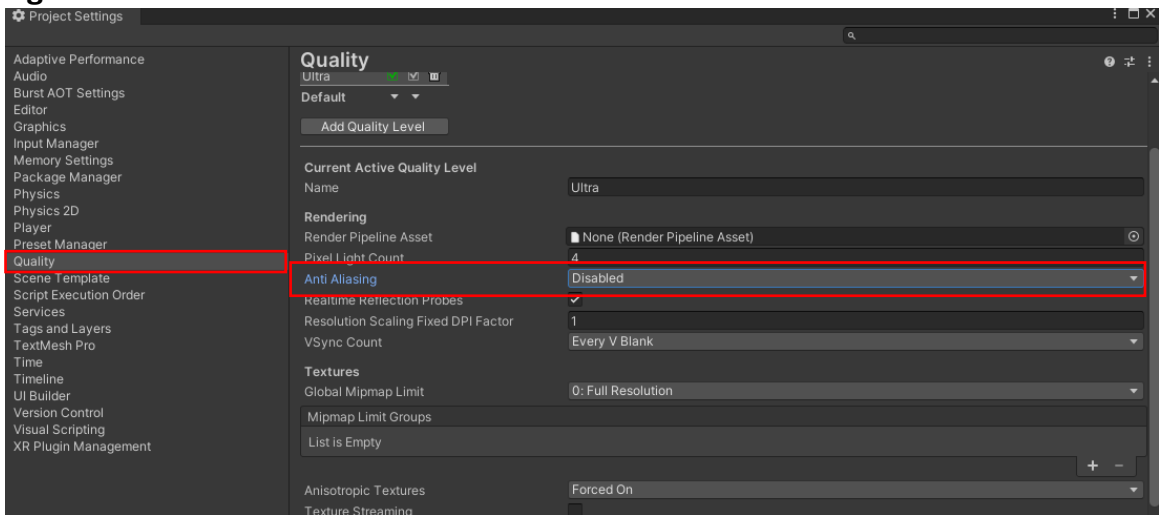 Project Settings
Adaptive Performance
Audio
Burst AOT Settings
Editor
Graphics
Input Manager
Memory Settings
Package Manager
Physics
Physics 2D
Player
Preset Manager
Quality
Scene Template
Script Execution Order
Services
Tags and Layers
TextMesh Pro
Time
Timeline
UI Builder
Version Control
Visual Scripting
XR Plugin Management
Quality
Ultra
Default
Add Quality Level
Current Active Quality Level
Name Ultra
Rendering
Render Pipeline Asset None (Render Pipeline Asset)
Pixel Light Count 4
Anti Aliasing Disabled
Realtime Reflection Probes
Resolution Scaling Fixed DPI Factor 1
VSync Count Every V Blank
Textures
Global Mipmap Limit 0: Full Resolution
Mipmap Limit Groups
List is Empty
Anisotropic Textures Forced On
Texture Streaming